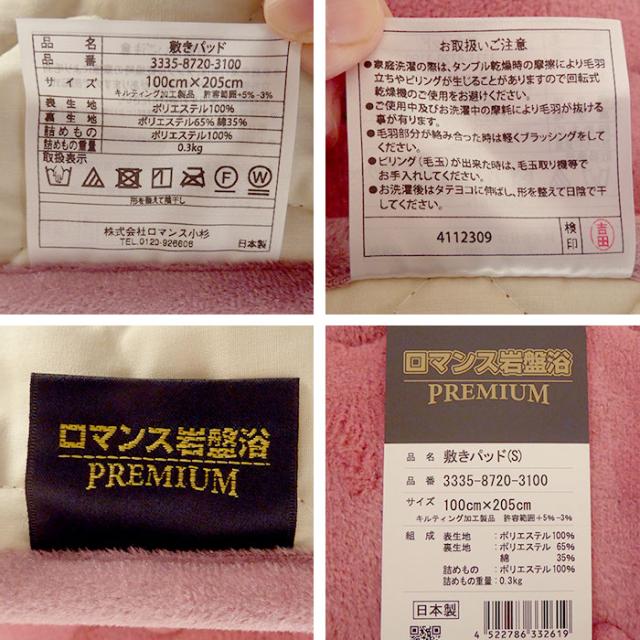 品 名 敷きパッド
品 番 3335-8720-3100
サ イ ズ 100cm×205cm
キルティング加工製品 許容範囲+5%-3%
表 生 地 ポリエステル100%
裏 生 地 ポリエステル65% 綿35%
詰めもの ポリエステル100%
詰めもの重量 0.3kg
取扱表示
形を整えて陰干し
株式会社ロマンス小杉
TEL.0120-926606
日本製
お取扱いご注意
●家庭洗濯の際は、タンブル乾燥時の摩擦により毛羽
立ちやピリングが生じることがありますので回転式
乾燥機のご使用をお避けください。
●ご使用中及びお洗濯中の摩耗により毛羽が抜ける
事が有ります。
●毛羽部分が絡み合った時は軽くブラッシングをして
ください。
●ピリング(毛玉)が出来た時は、毛玉取り機等で
お手入れしてください。
●お洗濯後はタテヨコに伸ばし、形を整えて日陰で干
してください。
4112309 検印 吉田
ロマンス岩盤浴
PREMIUM
ロマンス岩盤浴
PREMIUM
品 名 敷きパッド(S)
品 番 3335-8720-3100
サ イ ズ 100cm×205cm
キルティング加工製品 許容範囲+5%-3%
組 成 表生地 :ポリエステル100%
裏生地 :ポリエステル 65%
綿 35%
詰めもの :ポリエステル100%
詰めもの重量 :0.3kg
日本製
4 522786 332619